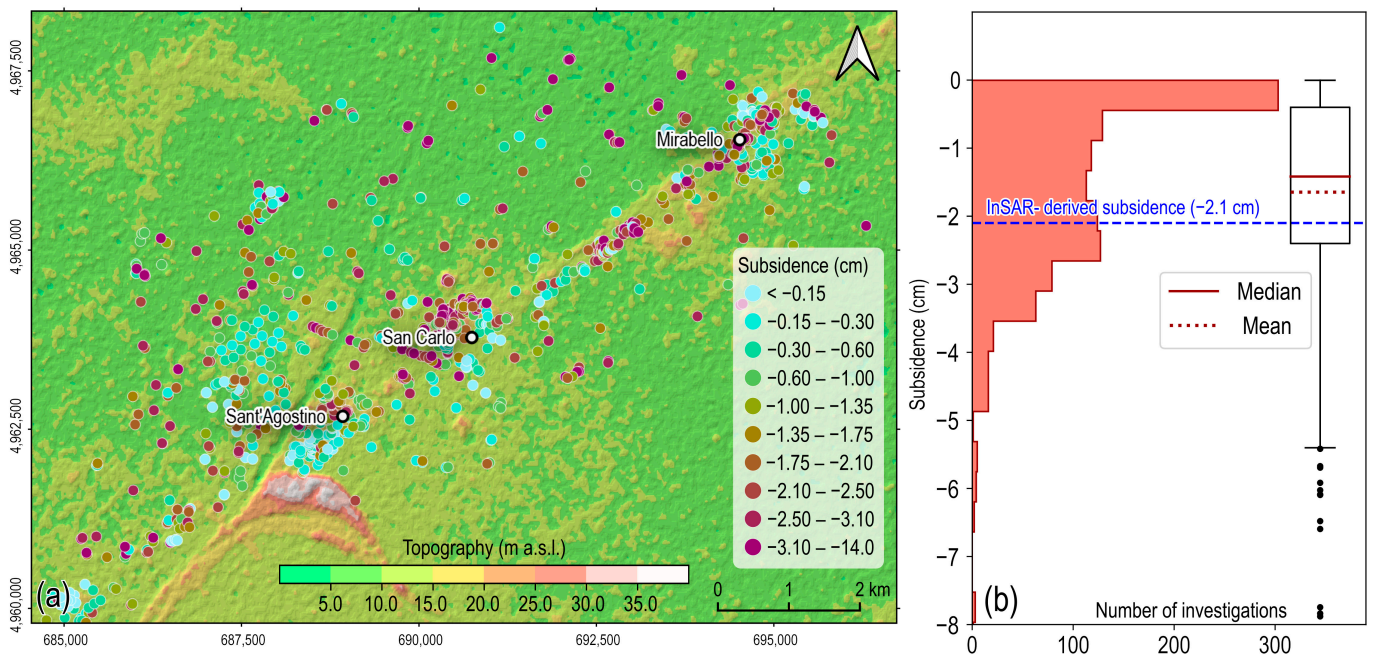 4,987,500
4,965,000
4,962,500
4,960,000
Mirabello
San Carlo
Sant'Agostino
Subsidence (cm)
< −0.15
−0.15 – −0.30
−0.30 – −0.60
−0.60 – −1.00
−1.00 – −1.35
−1.35 – −1.75
−1.75 – −2.10
−2.10 – −2.50
−2.50 – −3.10
−3.10 – −14.0
Topography (m a.s.l.)
5.0 10.0 15.0 20.0 25.0 30.0 35.0
0 1 2 km
(a)
685,000 687,500 690,000 692,500 695,000
Subsidence (cm)
0
−1
−2
−3
−4
−5
−6
−7
−8
InSAR- derived subsidence (−2.1 cm)
Median
Mean
(b)
Number of investigations
0 100 200 300